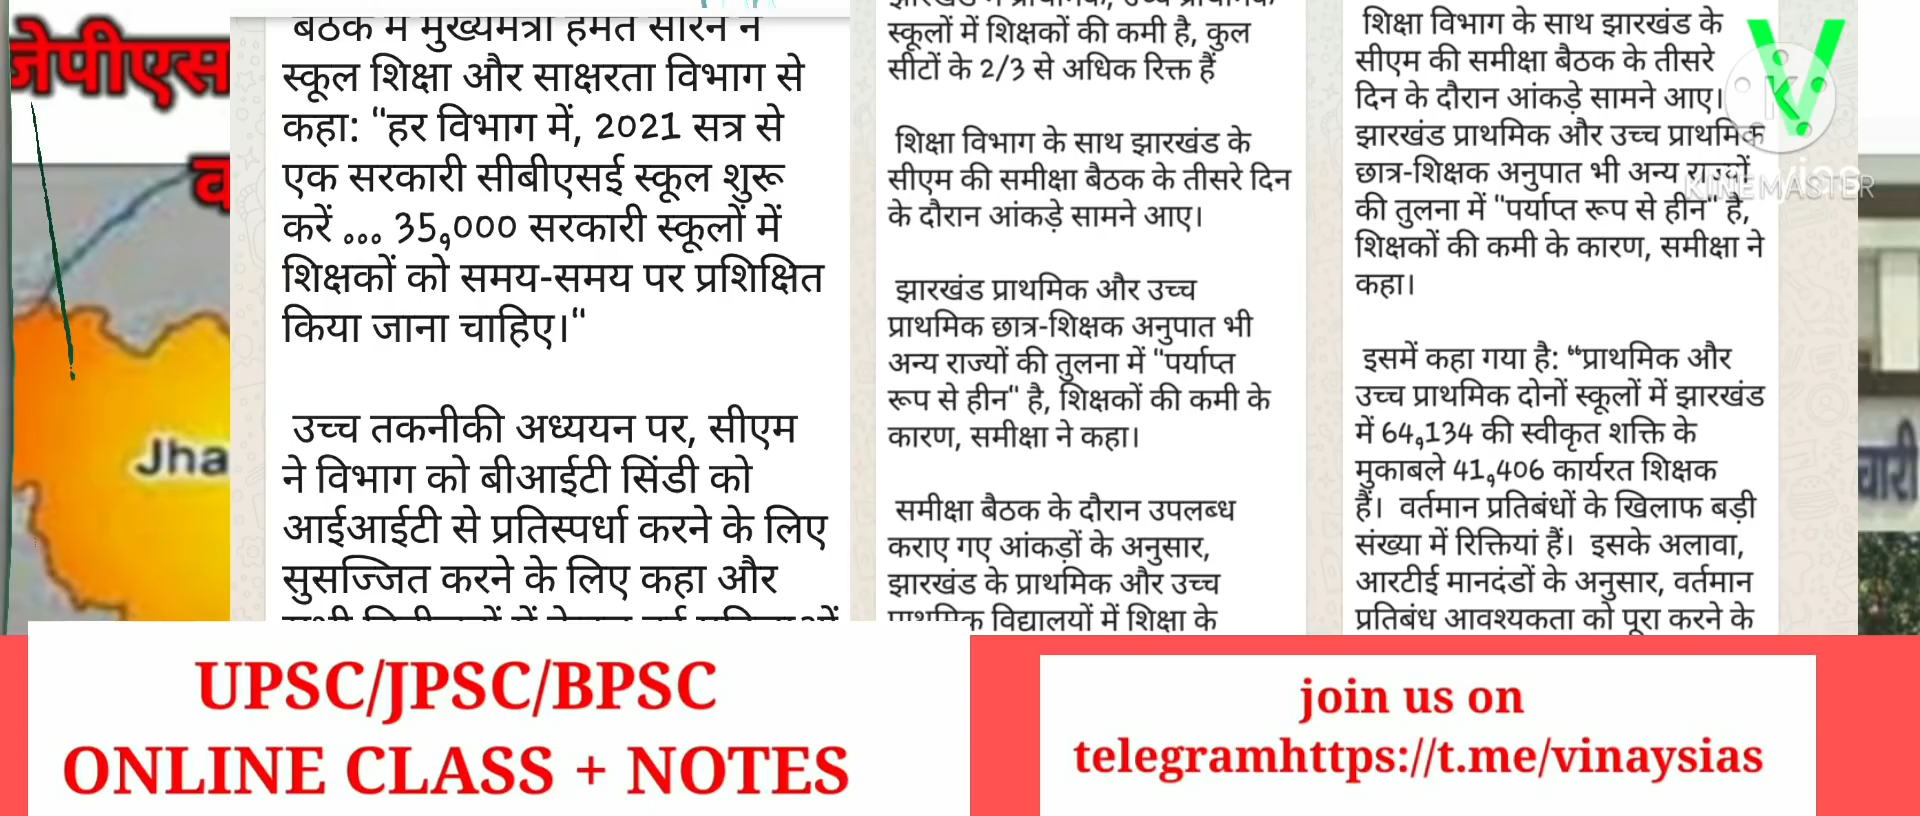 जेपीएस
Jha
बैठक में मुख्यमंत्री हेमंत सोरेन ने
स्कूल शिक्षा और साक्षरता विभाग से
कहा: "हर विभाग में, 2021 सत्र से
एक सरकारी सीबीएसई स्कूल शुरू
करें ... 35,000 सरकारी स्कूलों में
शिक्षकों को समय-समय पर प्रशिक्षित
किया जाना चाहिए।"
उच्च तकनीकी अध्ययन पर, सीएम
ने विभाग को बीआईटी सिंडी को
आईआईटी से प्रतिस्पर्धा करने के लिए
सुसज्जित करने के लिए कहा और
स्कूलों में शिक्षकों की कमी है, कुल
सीटों के 2/3 से अधिक रिक्त हैं
शिक्षा विभाग के साथ झारखंड के
सीएम की समीक्षा बैठक के तीसरे दिन
के दौरान आंकड़े सामने आए।
झारखंड प्राथमिक और उच्च
प्राथमिक छात्र-शिक्षक अनुपात भी
अन्य राज्यों की तुलना में "पर्याप्त
रूप से हीन" है, शिक्षकों की कमी के
कारण, समीक्षा ने कहा।
समीक्षा बैठक के दौरान उपलब्ध
कराए गए आंकड़ों के अनुसार,
झारखंड के प्राथमिक और उच्च
प्राथमिक विद्यालयों में शिक्षा के
शिक्षा विभाग के साथ झारखंड के
सीएम की समीक्षा बैठक के तीसरे
दिन के दौरान आंकड़े सामने आए।
झारखंड प्राथमिक और उच्च प्राथमिक
छात्र-शिक्षक अनुपात भी अन्य राज्यों
की तुलना में "पर्याप्त रूप से हीन" है,
शिक्षकों की कमी के कारण, समीक्षा ने
कहा।
इसमें कहा गया है: "प्राथमिक और
उच्च प्राथमिक दोनों स्कूलों में झारखंड
में 64,134 की स्वीकृत शक्ति के
मुकाबले 41,406 कार्यरत शिक्षक
हैं। वर्तमान प्रतिबंधों के खिलाफ बड़ी
संख्या में रिक्तियां हैं। इसके अलावा,
आरटीई मानदंडों के अनुसार, वर्तमान
प्रतिबंध आवश्यकता को पूरा करने के
V
K
KINEMASTER
चारी
UPSC/JPSC/BPSC
ONLINE CLASS + NOTES
join us on
telegramhttps://t.me/vinaysias